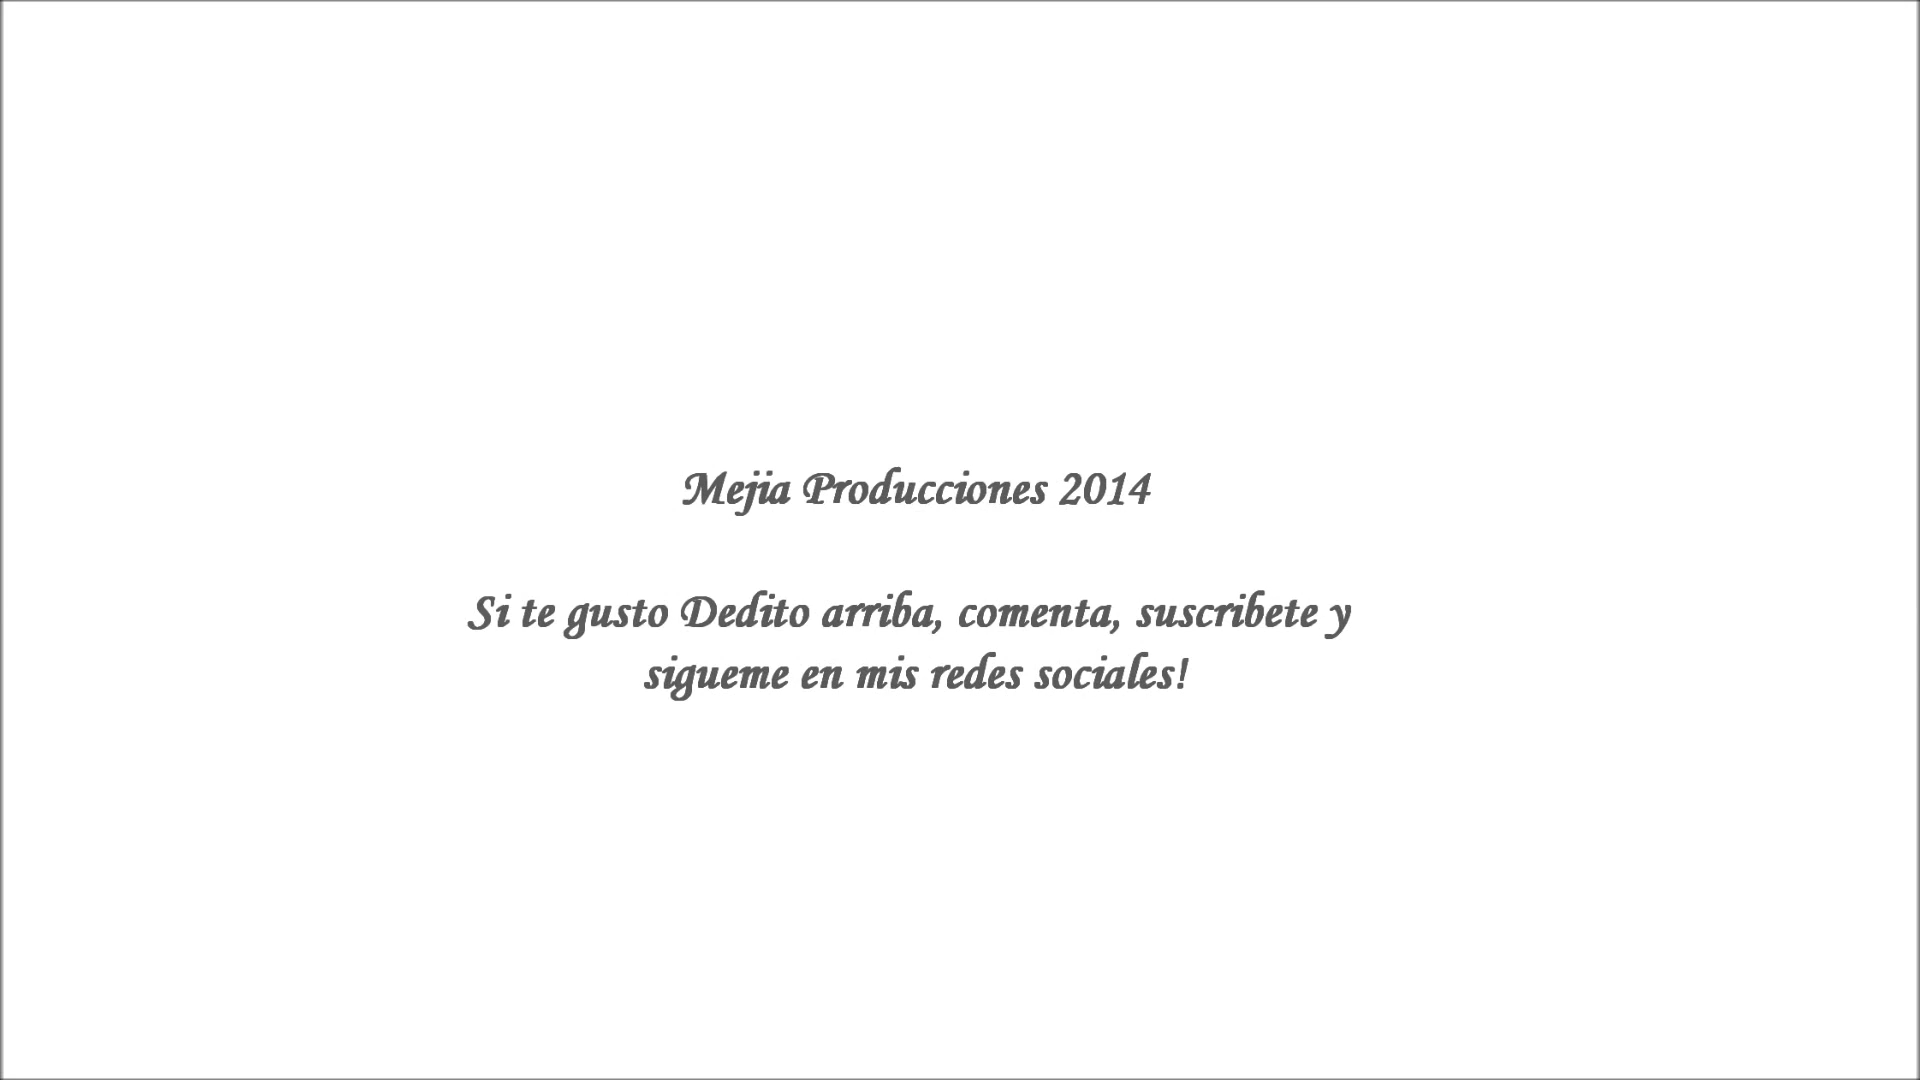 Mejia Producciones 2014
Si te gusto Dedito arriba, comenta, suscribete y
sigueme en mis redes sociales!